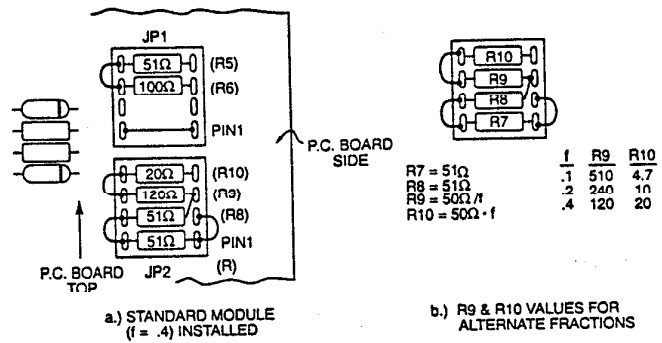 JP1
51Ω (R5)
100Ω (R6)
PIN1
20Ω (R10)
120Ω (R9)
51Ω (R8)
51Ω PIN1
JP2 (R)
P.C. BOARD
TOP
P.C. BOARD
SIDE
a.) STANDARD MODULE
(f = .4) INSTALLED
R10
R9
R8
R7
R7 = 51Ω
R8 = 51Ω
R9 = 50Ω/f
R10 = 50Ω · f
f R9 R10
.1 510 4.7
.2 240 10
.4 120 20
b.) R9 & R10 VALUES FOR
ALTERNATE FRACTIONS